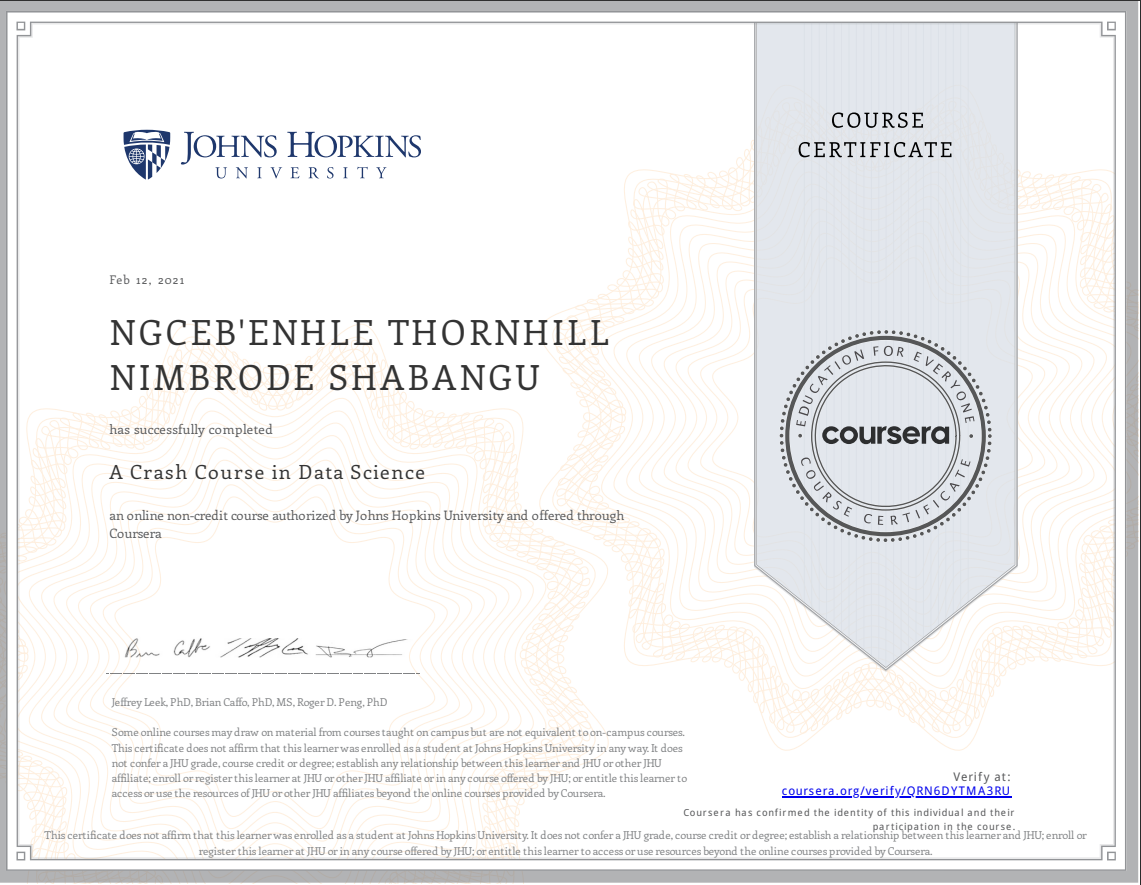 JOHNS HOPKINS
UNIVERSITY
COURSE
CERTIFICATE
Feb 12, 2021
NGCEB'ENHLE THORNHILL
NIMBRODE SHABANGU
has successfully completed
A Crash Course in Data Science
an online non-credit course authorized by Johns Hopkins University and offered through
Coursera
EDUCATION FOR EVERYONE
coursera
COURSE CERTIFICATE
Jeffrey Leek, PhD, Brian Caffo, PhD, MS, Roger D. Peng, PhD
Some online courses may draw on material from courses taught on campus but are not equivalent to on-campus courses.
This certificate does not affirm that this learner was enrolled as a student at Johns Hopkins University in any way. It does
not confer a JHU grade, course credit or degree; establish any relationship between this learner and JHU or other JHU
affiliate; enroll or register this learner at JHU or other JHU affiliate or in any course offered by JHU; or entitle this learner to
access or use the resources of JHU or other JHU affiliates beyond the online courses provided by Coursera.
Verify at:
coursera.org/verify/QRN6DYTMA3RU
Coursera has confirmed the identity of this individual and their
participation in the course.
This certificate does not affirm that this learner was enrolled as a student at Johns Hopkins University. It does not confer a JHU grade, course credit or degree; establish a relationship between this learner and JHU; enroll or
register this learner at JHU or in any course offered by JHU; or entitle this learner to access or use resources beyond the online courses provided by Coursera.